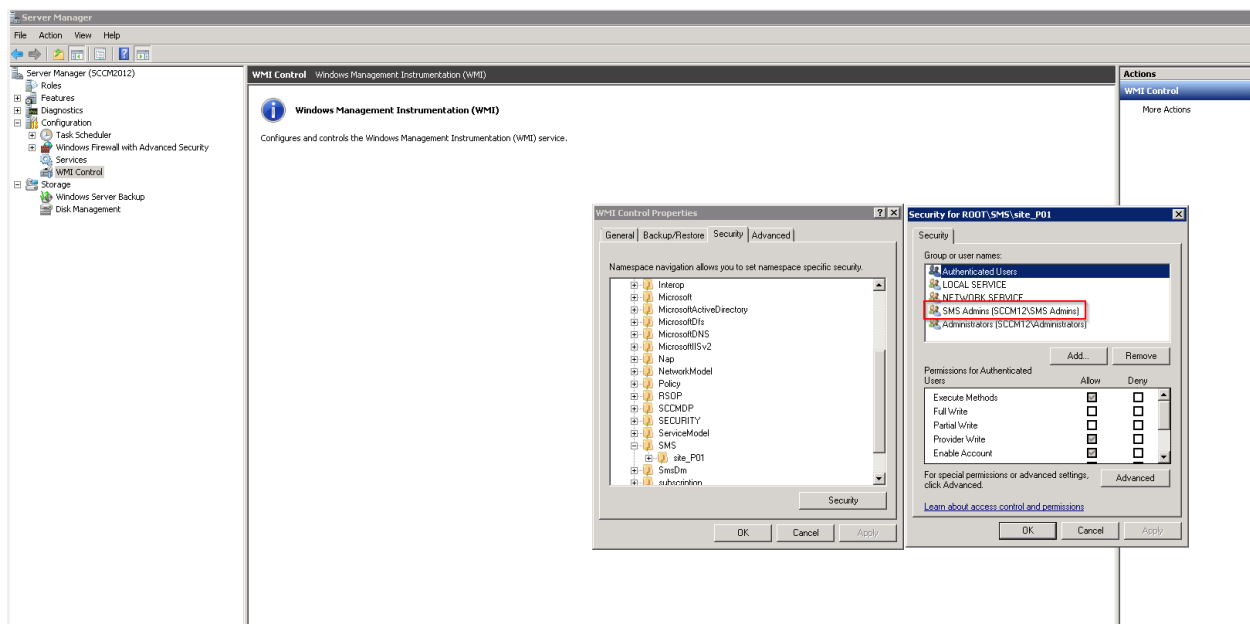 Server Manager
File Action View Help
Server Manager (SCCM2012)
Roles
Features
Diagnostics
Configuration
Task Scheduler
Windows Firewall with Advanced Security
Services
WMI Control
Storage
Windows Server Backup
Disk Management
WMI Control Windows Management Instrumentation (WMI)
Windows Management Instrumentation (WMI)
Configures and controls the Windows Management Instrumentation (WMI) service.
Actions
WMI Control
More Actions
WMI Control Properties
General Backup/Restore Security Advanced
Namespace navigation allows you to set namespace specific security.
Interop
Microsoft
MicrosoftActiveDirectory
MicrosoftDfs
MicrosoftDNS
MicrosoftIISv2
Nap
NetworkModel
Policy
RSOP
SCCMDP
SECURITY
ServiceModel
SMS
site_P01
SmsDm
subscription
Security
OK Cancel Apply
Security for ROOT\SMS\site_P01
Security
Group or user names:
Authenticated Users
LOCAL SERVICE
NETWORK SERVICE
SMS Admins (SCCM12\SMS Admins)
Administrators (SCCM12\Administrators)
Add... Remove
Permissions for Authenticated
Users Allow Deny
Execute Methods
Full Write
Partial Write
Provider Write
Enable Account
For special permissions or advanced settings,
click Advanced.
Advanced
Learn about access control and permissions
OK Cancel Apply